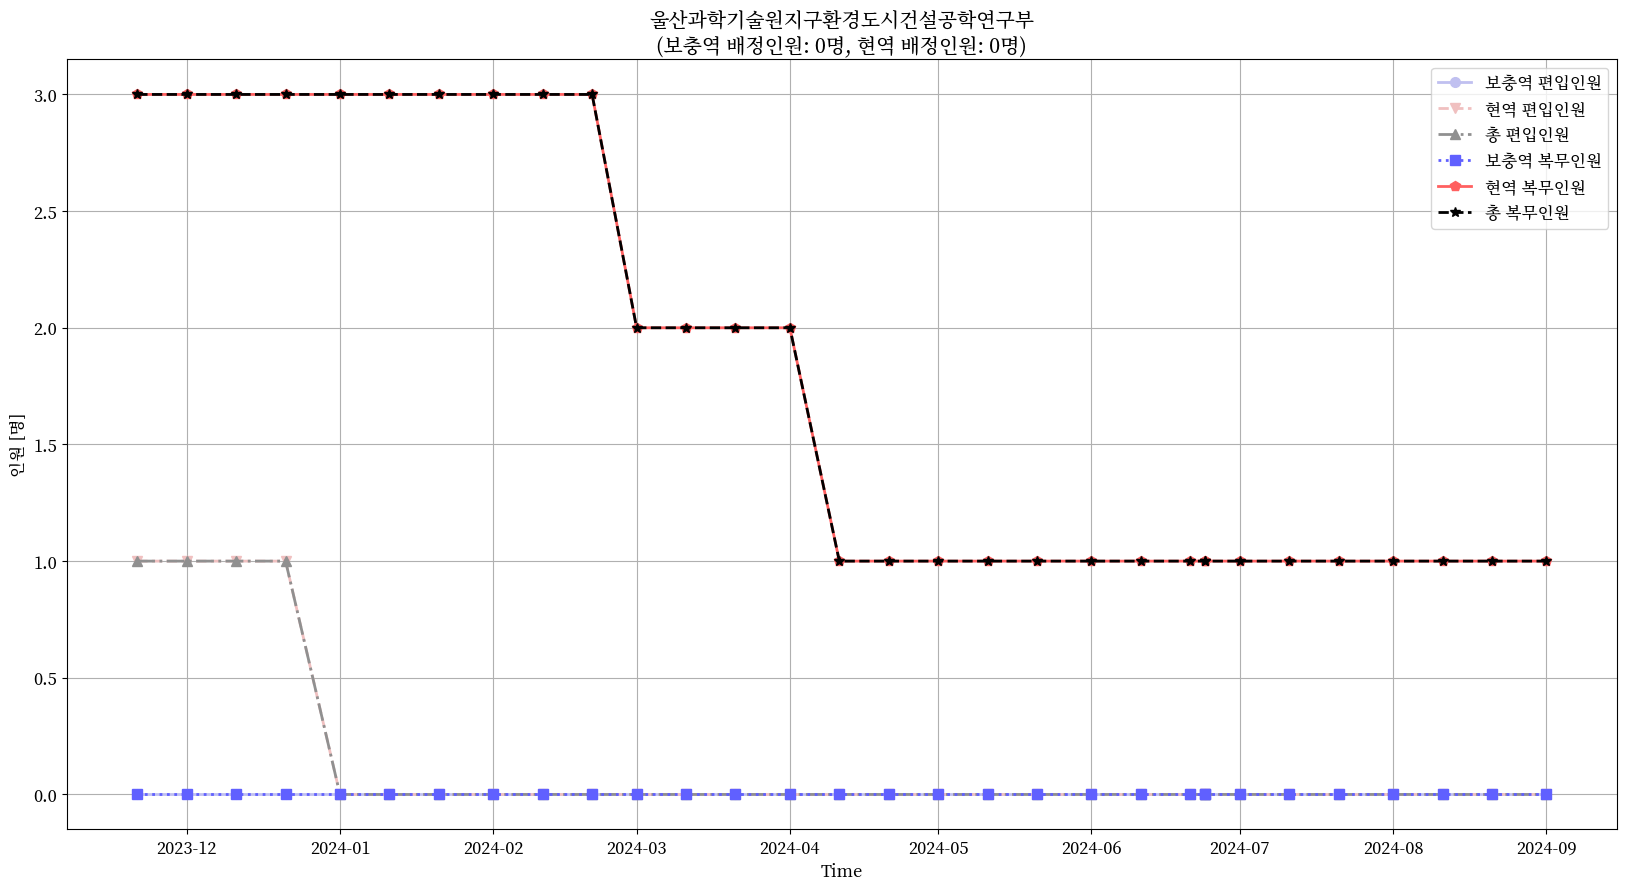 울산과학기술원지구환경도시건설공학연구부
(보충역 배정인원: 0명, 현역 배정인원: 0명)
보충역 편입인원
현역 편입인원
총 편입인원
보충역 복무인원
현역 복무인원
총 복무인원
인원 [명]
3.0
2.5
2.0
1.5
1.0
0.5
0.0
2023-12
2024-01
2024-02
2024-03
2024-04
2024-05
2024-06
2024-07
2024-08
2024-09
Time